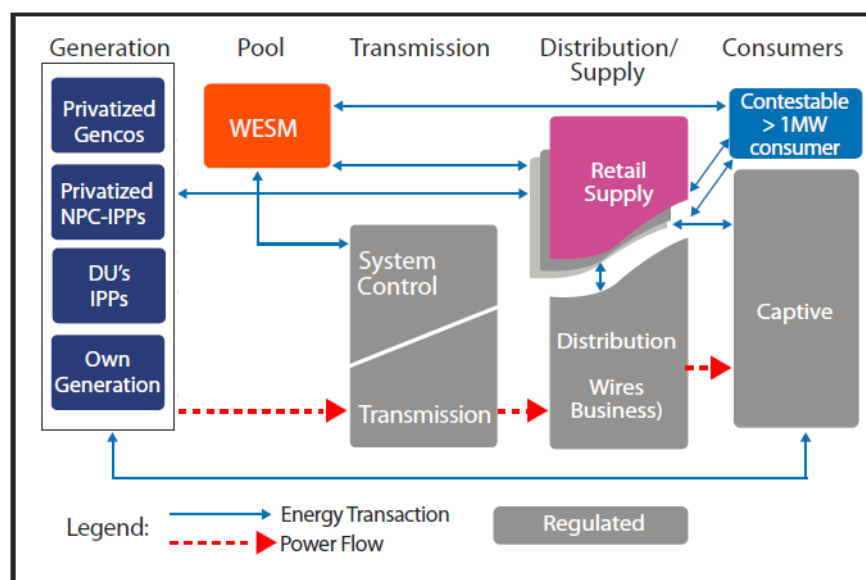 Generation
Pool
Transmission
Distribution/
Supply
Consumers
Privatized
Gencos
Privatized
NPC-IPPs
DU's
IPPs
Own
Generation
WESM
System
Control
Transmission
Retail
Supply
Distribution
Wires
Business)
Contestable
> 1MW
consumer
Captive
Legend:
Energy Transaction
Power Flow
Regulated